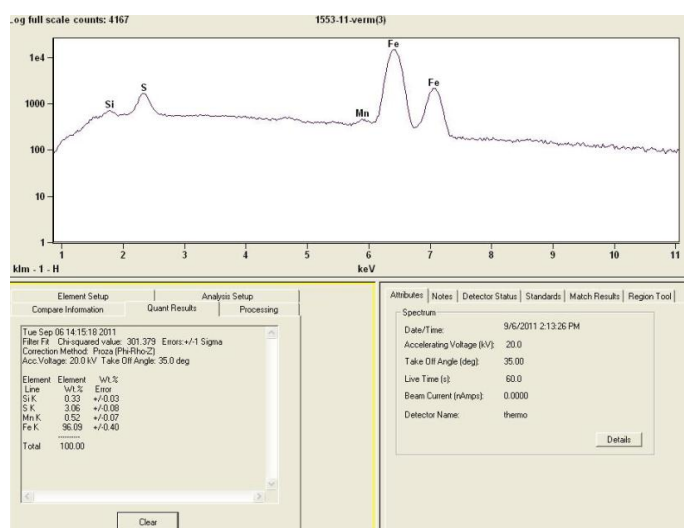 Log full scale counts: 4167 1553-11-verm(3)
Fe
1e4
S
Fe
Si
1000
Mn
100
10
1
1 2 3 4 5 6 7 8 9 10 11
klm - 1 - H keV
Element Setup Analysis Setup
Compare Information Quant Results Processing
Tue Sep 06 14:15:18 2011
Filter Fit Chi-squared value: 301.379 Errors:+/-1 Sigma
Correction Method: Proza (Phi-Rho-Z)
Acc.Voltage: 20.0 kV Take Off Angle: 35.0 deg
Element Element Wt.%
Line Wt.% Error
Si K 0.33 +/-0.03
S K 3.06 +/-0.08
Mn K 0.52 +/-0.07
Fe K 96.09 +/-0.40
Total 100.00
Clear
Attributes Notes Detector Status Standards Match Results Region Tool
Spectrum
Date/Time: 9/6/2011 2:13:26 PM
Accelerating Voltage (kV): 20.0
Take Off Angle (deg): 35.00
Live Time (s): 60.0
Beam Current (nAmps): 0.0000
Detector Name: thermo
Details